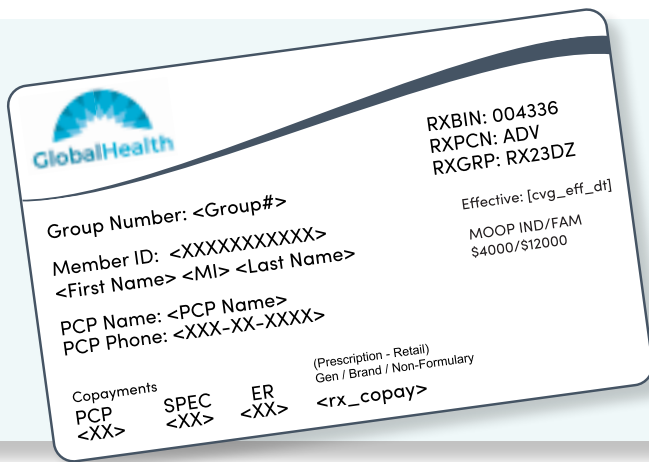 GlobalHealth
RXBIN: 004336
RXPCN: ADV
RXGRP: RX23DZ
Effective: [cvg_eff_dt]
MOOP IND/FAM
$4000/$12000
Group Number: <Group#>
Member ID: <XXXXXXXXXXX>
<First Name> <MI> <Last Name>
PCP Name: <PCP Name>
PCP Phone: <XXX-XX-XXXX>
Copayments
PCP
<XX>
SPEC
<XX>
ER
<XX>
(Prescription - Retail)
Gen / Brand / Non-Formulary
<rx_copay>